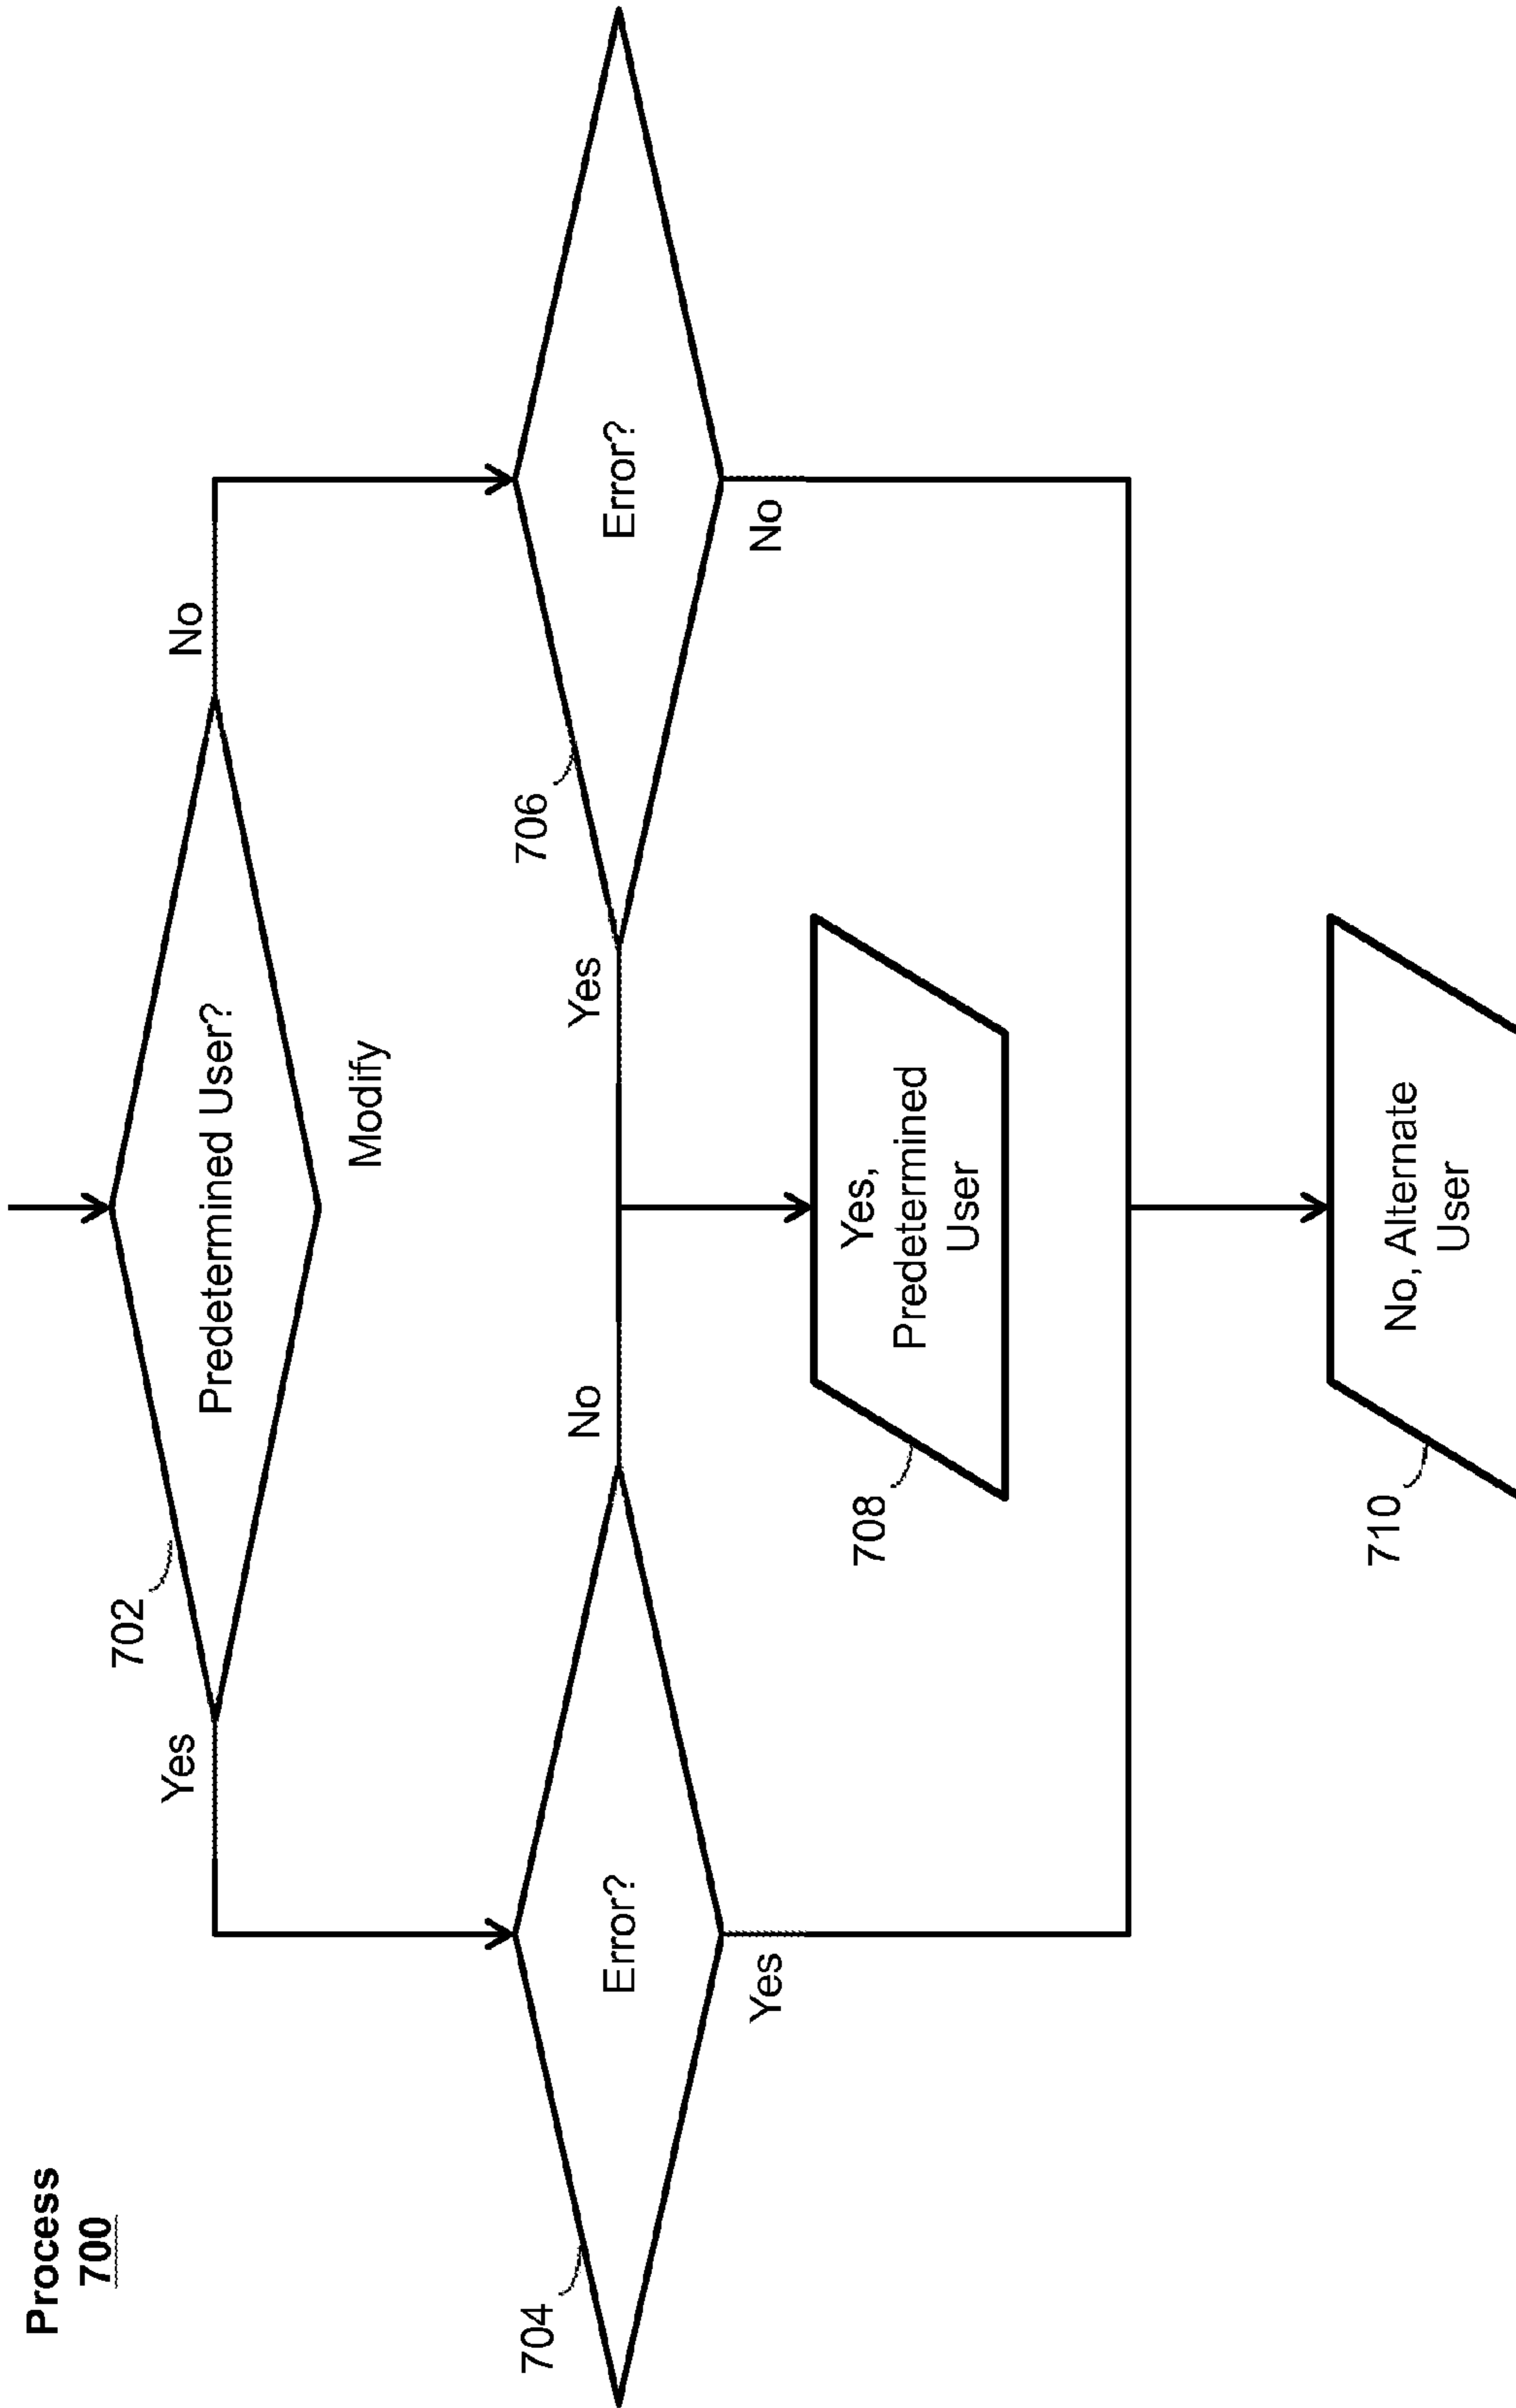 Process
700
702
Predetermined User?
Yes
No
Modify
704
Error?
No
Yes
706
Error?
Yes
No
708
Yes,
Predetermined
User
710
No, Alternate
User